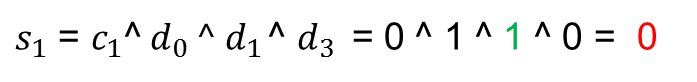 s₁ = c₁ ^ d₀ ^ d₁ ^ d₃ = 0 ^ 1 ^ 1 ^ 0 = 0